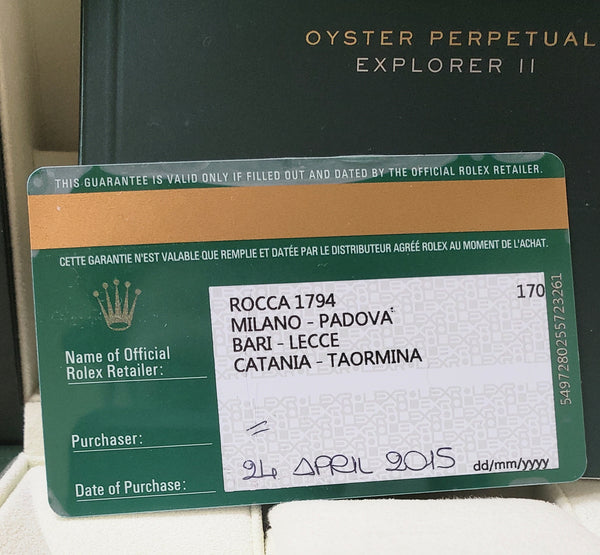 OYSTER PERPETUAL
EXPLORER II
THIS GUARANTEE IS VALID ONLY IF FILLED OUT AND DATED BY THE OFFICIAL ROLEX RETAILER.
CETTE GARANTIE N'EST VALABLE QUE REMPLIE ET DATÉE PAR LE DISTRIBUTEUR AGRÉÉ ROLEX AU MOMENT DE L'ACHAT.
Name of Official
Rolex Retailer:
ROCCA 1794
170
MILANO - PADOVA
BARI - LECCE
CATANIA - TAORMINA
5497280255723261
Purchaser:
Date of Purchase:
24 APRIL 2015
dd/mm/yyyy